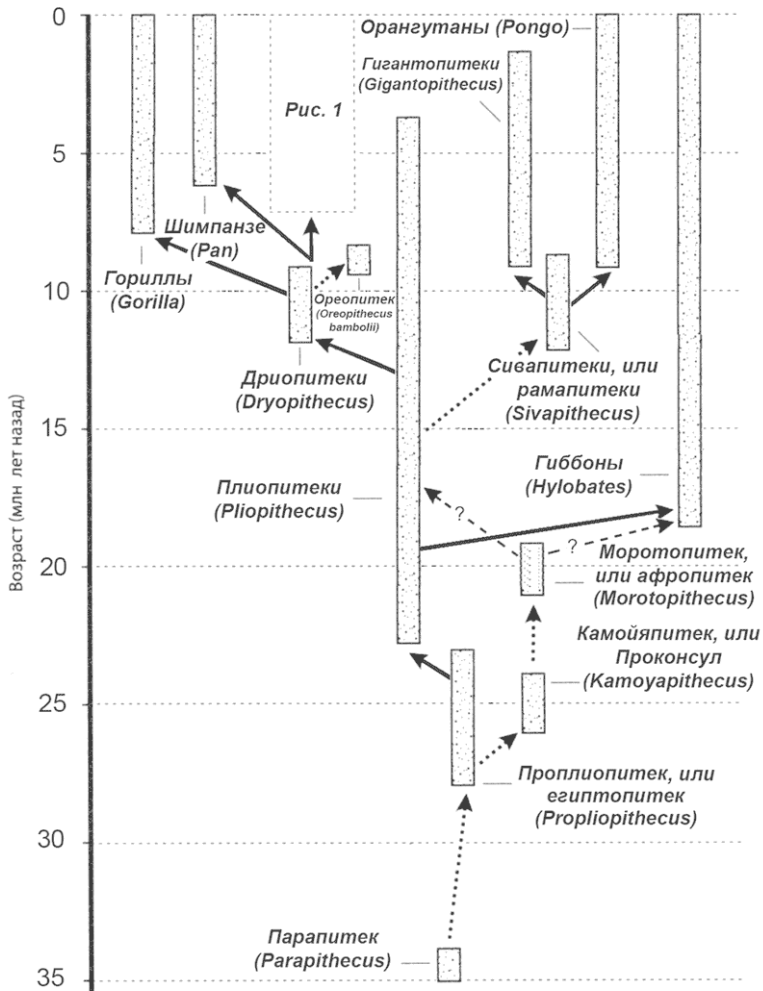 0
Орангутаны (Pongo)
Гигантопитеки
(Gigantopithecus)
Рис. 1
5
Шимпанзе
(Pan)
Гориллы
(Gorilla)
10
Ореопитек
(Oreopithecus
bambolii)
Дриопитеки
(Dryopithecus)
Сивапитеки, или
рамапитеки
(Sivapithecus)
15
Возраст (млн лет назад)
Плиопитеки
(Pliopithecus)
Гиббоны
(Hylobates)
?
?
20
Моротопитек,
или афропитек
(Morotopithecus)
Камойяпитек, или
Проконсул
(Kamoyapithecus)
25
Проплиопитек, или
египтопитек
(Propliopithecus)
30
Парапитек
(Parapithecus)
35